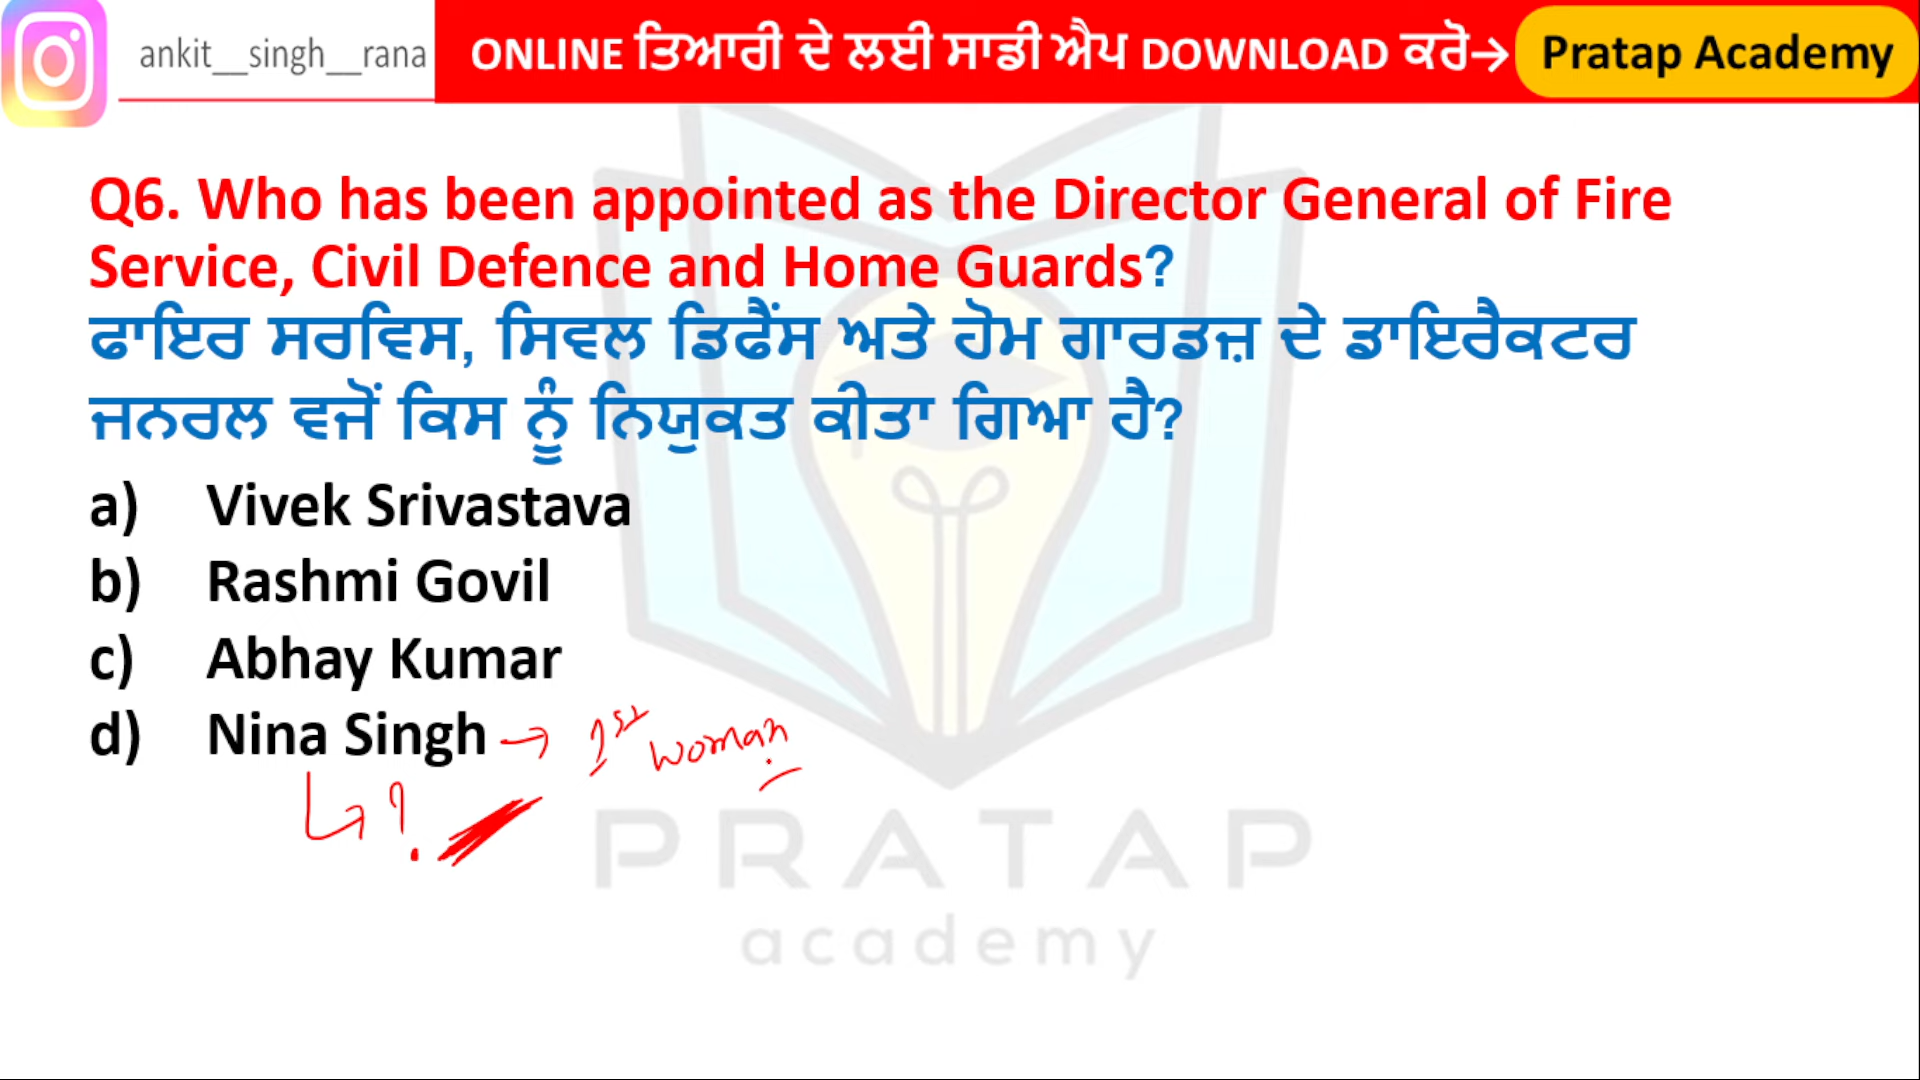 ankit__singh__rana
ONLINE ਤਿਆਰੀ ਦੇ ਲਈ ਸਾਡੀ ਐਪ DOWNLOAD ਕਰੋ→ Pratap Academy
Q6. Who has been appointed as the Director General of Fire
Service, Civil Defence and Home Guards?
ਫਾਇਰ ਸਰਵਿਸ, ਸਿਵਲ ਡਿਫੈਂਸ ਅਤੇ ਹੋਮ ਗਾਰਡਜ਼ ਦੇ ਡਾਇਰੈਕਟਰ
ਜਨਰਲ ਵਜੋਂ ਕਿਸ ਨੂੰ ਨਿਯੁਕਤ ਕੀਤਾ ਗਿਆ ਹੈ?
a) Vivek Srivastava
b) Rashmi Govil
c) Abhay Kumar
d) Nina Singh → 1st woman
↳ ?
PRATAP
academy